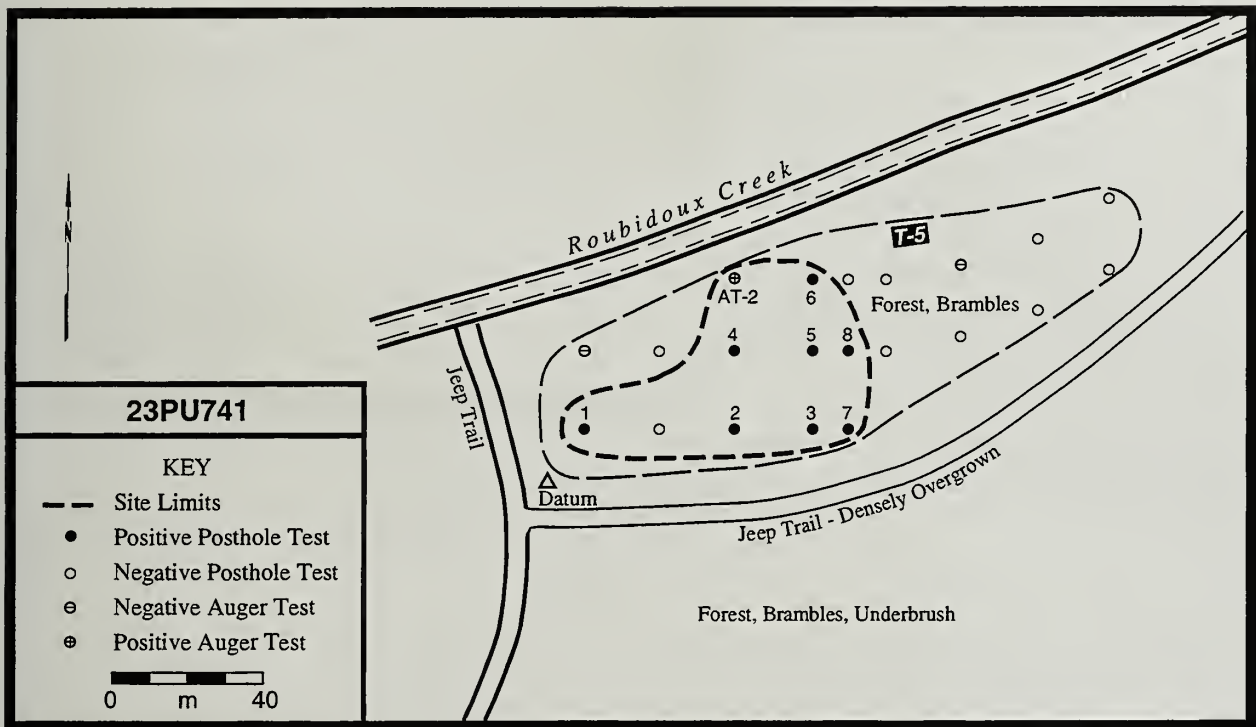 Roubidoux Creek
N
T-5
AT-2
6
Forest, Brambles
4
5
8
Jeep Trail
1
2
3
7
Datum
Jeep Trail - Densely Overgrown
Forest, Brambles, Underbrush
23PU741
KEY
Site Limits
Positive Posthole Test
Negative Posthole Test
Negative Auger Test
Positive Auger Test
0 m 40